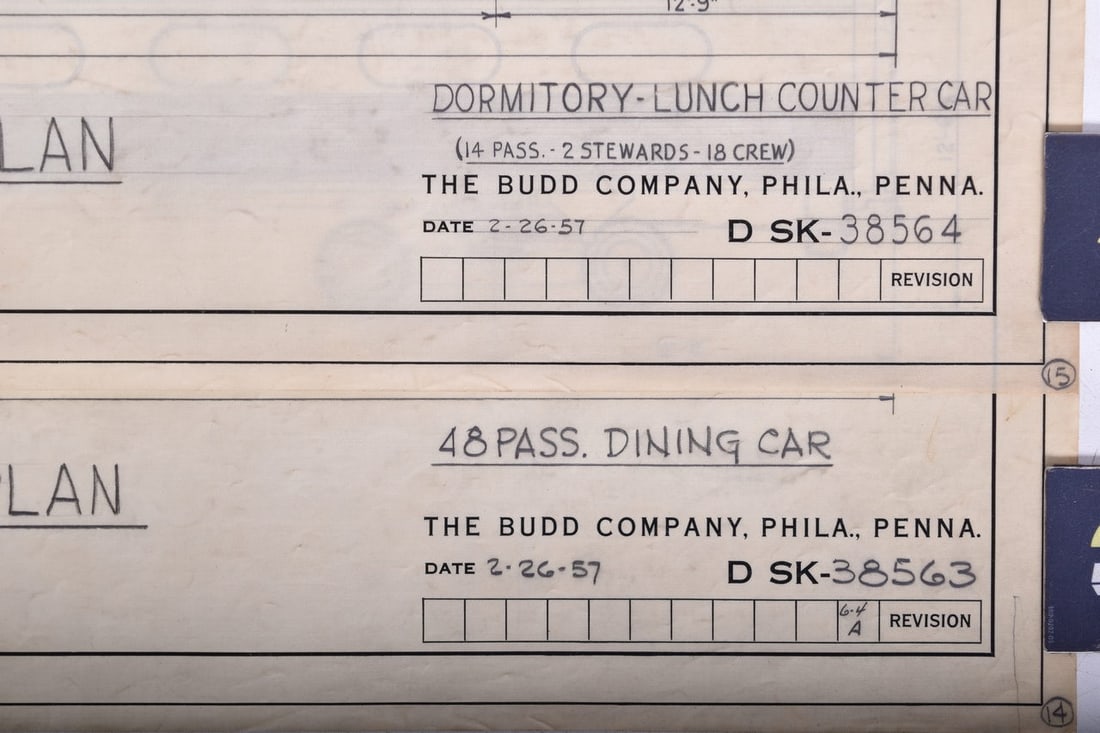 12'-9"
DORMITORY-LUNCH COUNTER CAR
LAN
(14 PASS. - 2 STEWARDS - 18 CREW)
THE BUDD COMPANY, PHILA., PENNA.
DATE 2-26-57 D SK-38564
REVISION
15
48 PASS. DINING CAR
PLAN
THE BUDD COMPANY, PHILA., PENNA.
DATE 2-26-57 D SK-38563
6-4
A REVISION
14